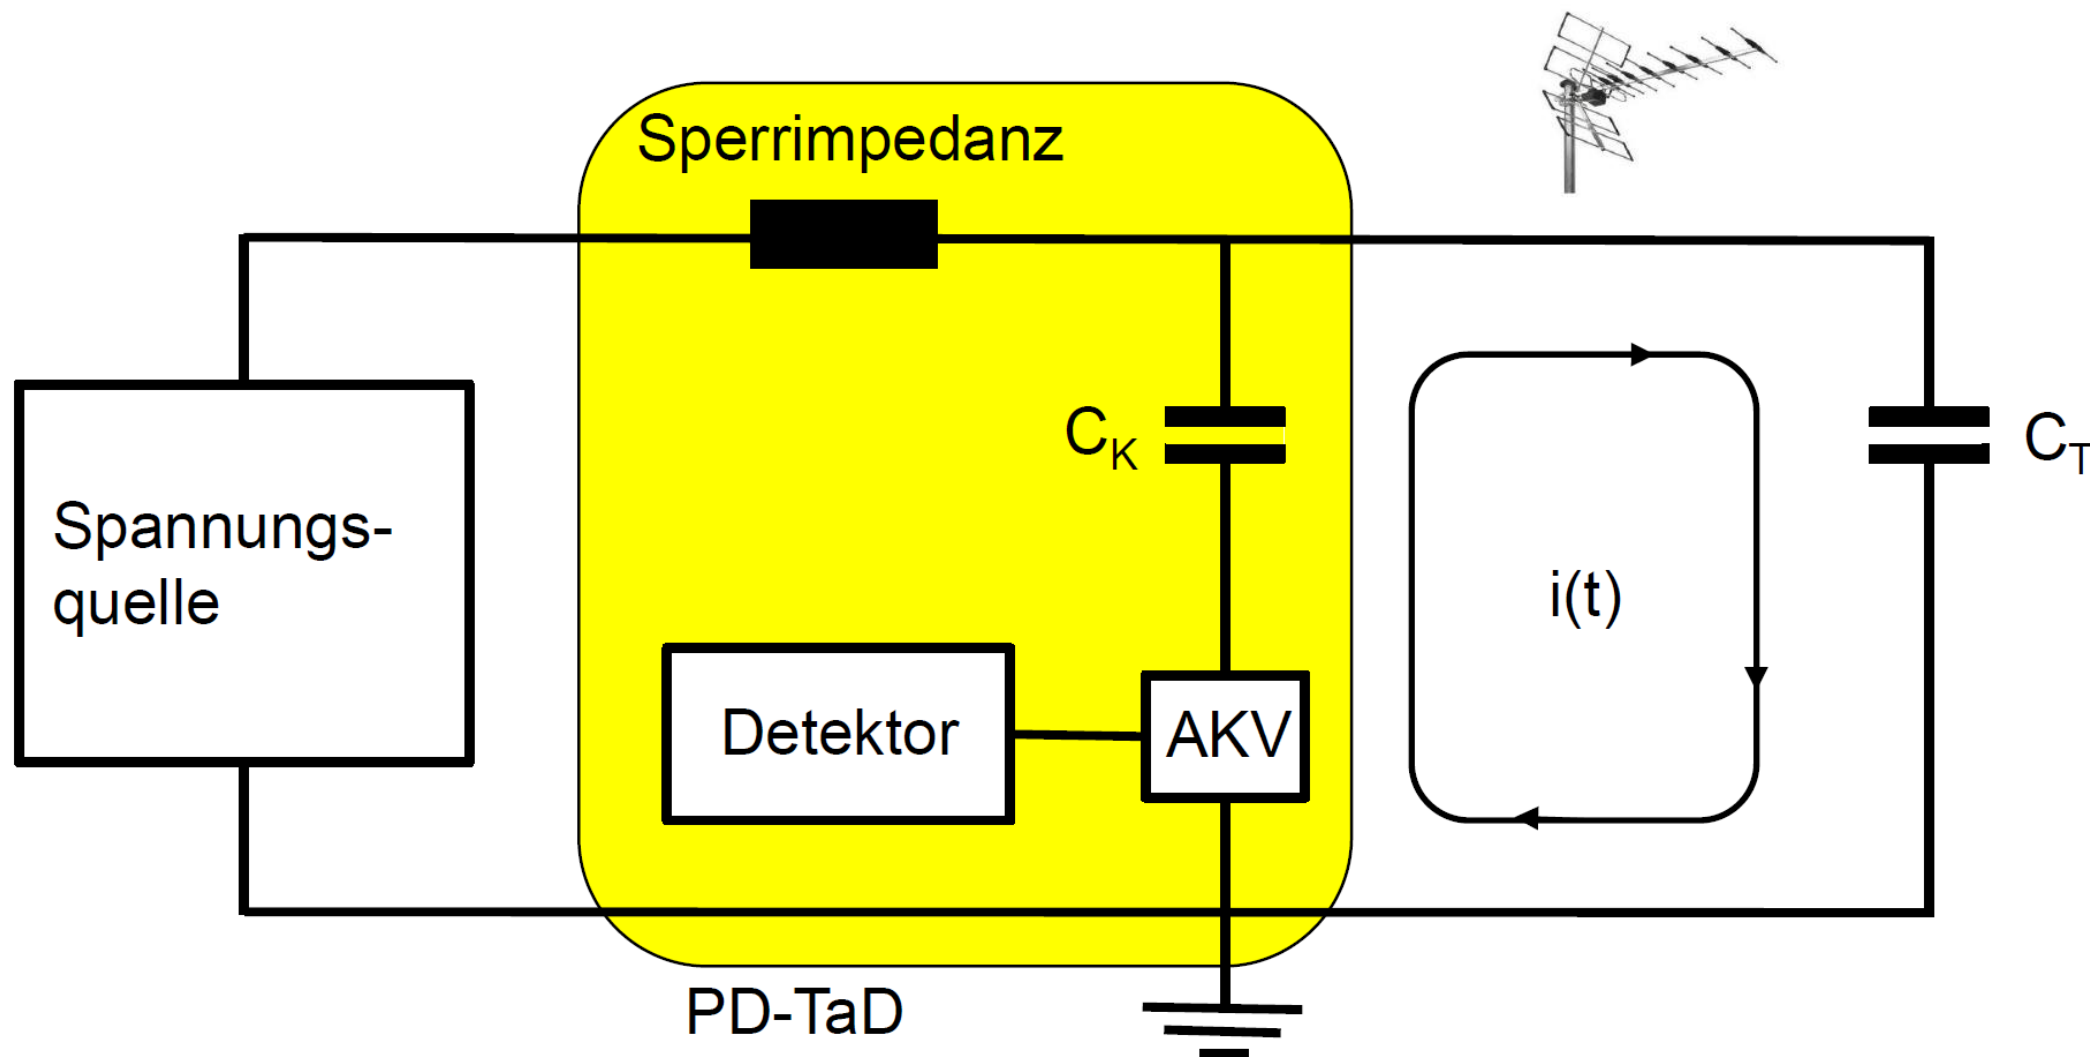 Sperrimpedanz
C_K
C_T
Spannungs-
quelle
i(t)
Detektor
AKV
PD-TaD